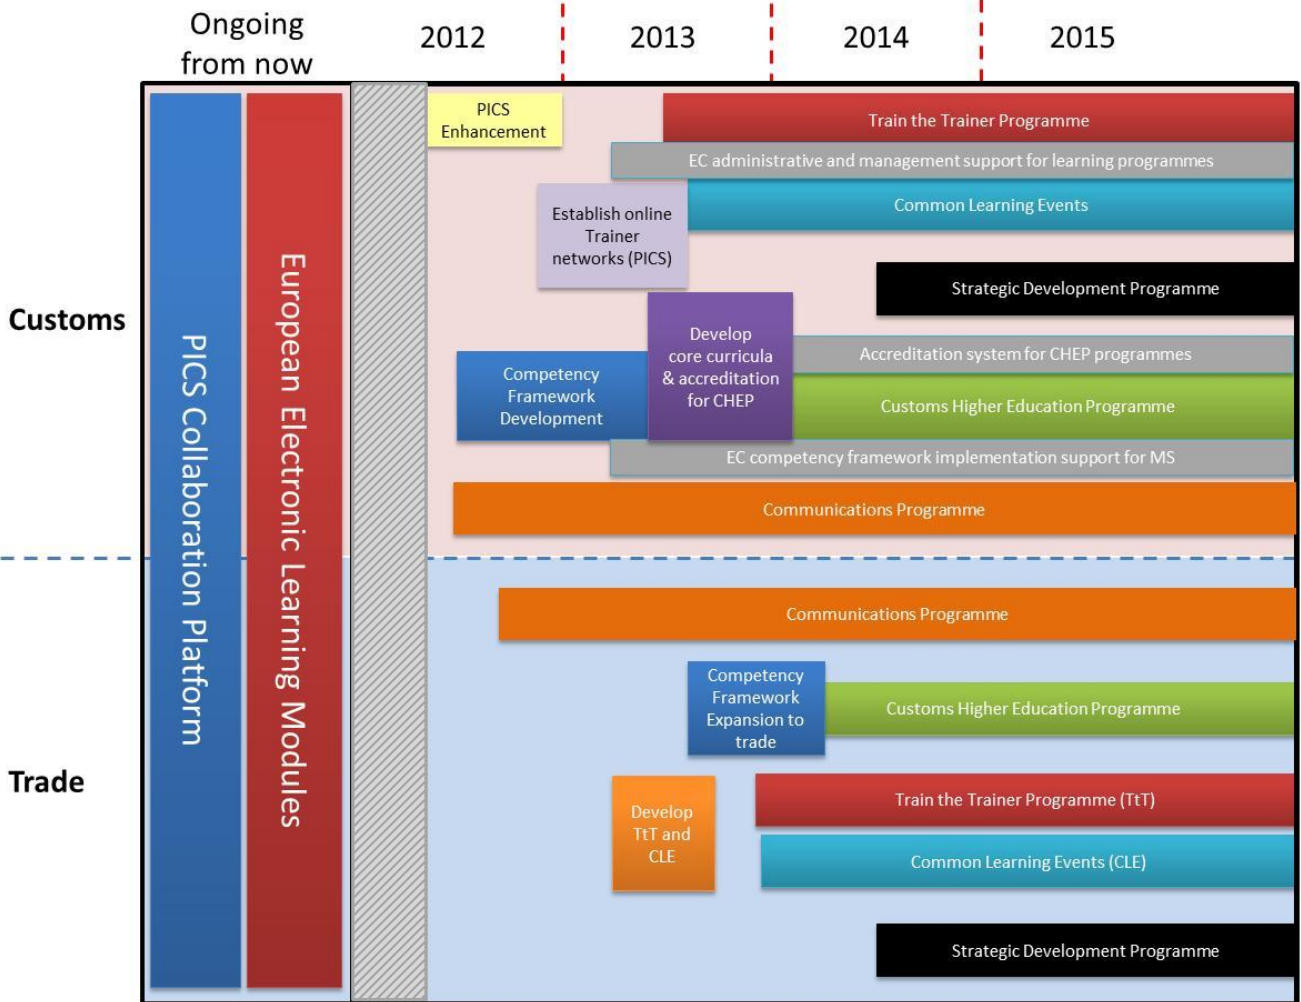 Ongoing
from now
2012
2013
2014
2015
Customs
Trade
PICS Collaboration Platform
European Electronic Learning Modules
PICS
Enhancement
Train the Trainer Programme
EC administrative and management support for learning programmes
Establish online
Trainer
networks (PICS)
Common Learning Events
Strategic Development Programme
Develop
core curricula
& accreditation
for CHEP
Accreditation system for CHEP programmes
Competency
Framework
Development
Customs Higher Education Programme
EC competency framework implementation support for MS
Communications Programme
Communications Programme
Competency
Framework
Expansion to
trade
Customs Higher Education Programme
Develop
TtT and
CLE
Train the Trainer Programme (TtT)
Common Learning Events (CLE)
Strategic Development Programme